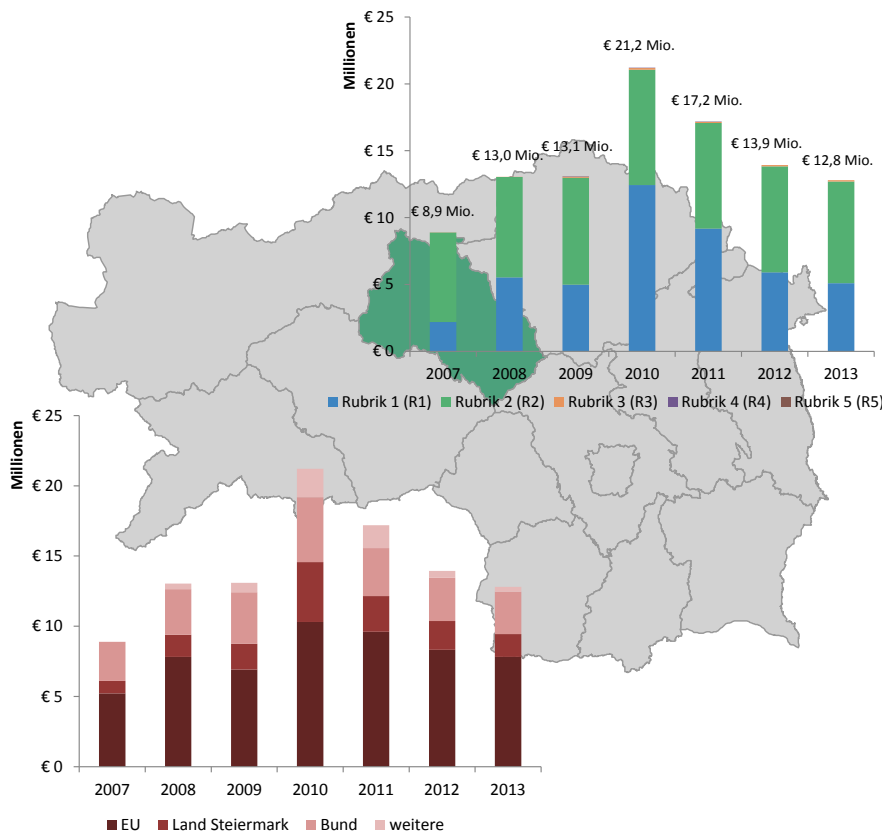 Millionen
€ 25
€ 20
€ 15
€ 10
€ 5
€ 0
€ 8,9 Mio.
€ 13,0 Mio.
€ 13,1 Mio.
€ 21,2 Mio.
€ 17,2 Mio.
€ 13,9 Mio.
€ 12,8 Mio.
2007 2008 2009 2010 2011 2012 2013
Rubrik 1 (R1) Rubrik 2 (R2) Rubrik 3 (R3) Rubrik 4 (R4) Rubrik 5 (R5)
Millionen
€ 25
€ 20
€ 15
€ 10
€ 5
€ 0
2007 2008 2009 2010 2011 2012 2013
EU Land Steiermark Bund weitere